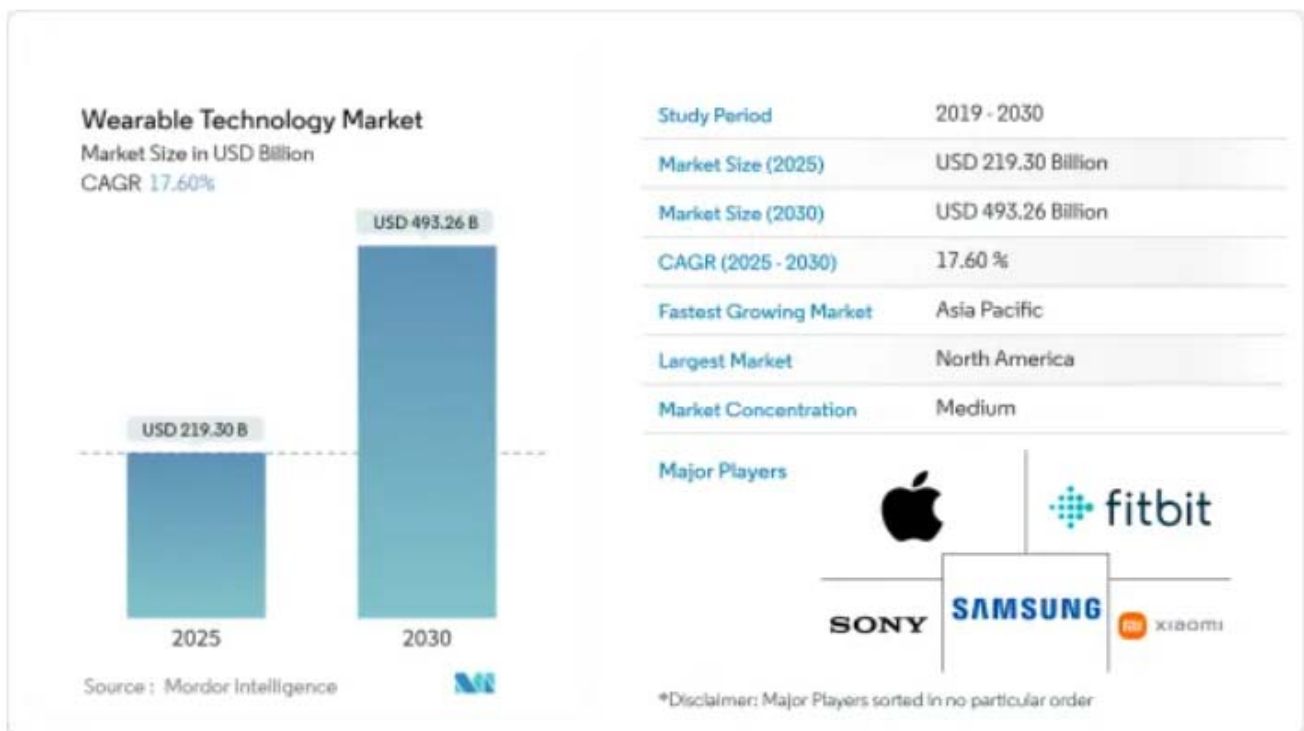 Wearable Technology Market
Market Size in USD Billion
CAGR 17.60%
USD 493.26 B
USD 219.30 B
2025 2030
Source : Mordor Intelligence
Study Period 2019 - 2030
Market Size (2025) USD 219.30 Billion
Market Size (2030) USD 493.26 Billion
CAGR (2025 - 2030) 17.60 %
Fastest Growing Market Asia Pacific
Largest Market North America
Market Concentration Medium
Major Players
fitbit
SONY SAMSUNG xiaomi
*Disclaimer: Major Players sorted in no particular order